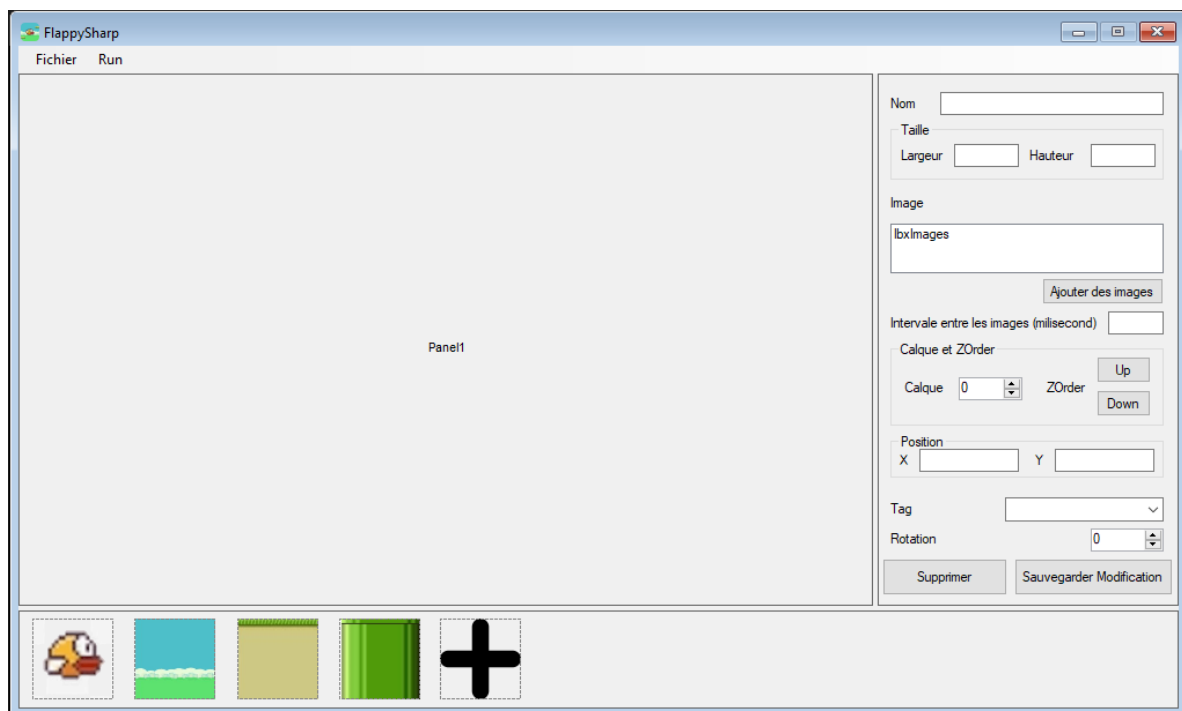 FlappySharp
Fichier Run
Nom
Taille
Largeur Hauteur
Image
lbxImages
Ajouter des images
Intervale entre les images (milisecond)
Calque et ZOrder
Calque 0 ZOrder Up
Down
Panel1
Position
X Y
Tag
Rotation 0
Supprimer Sauvegarder Modification